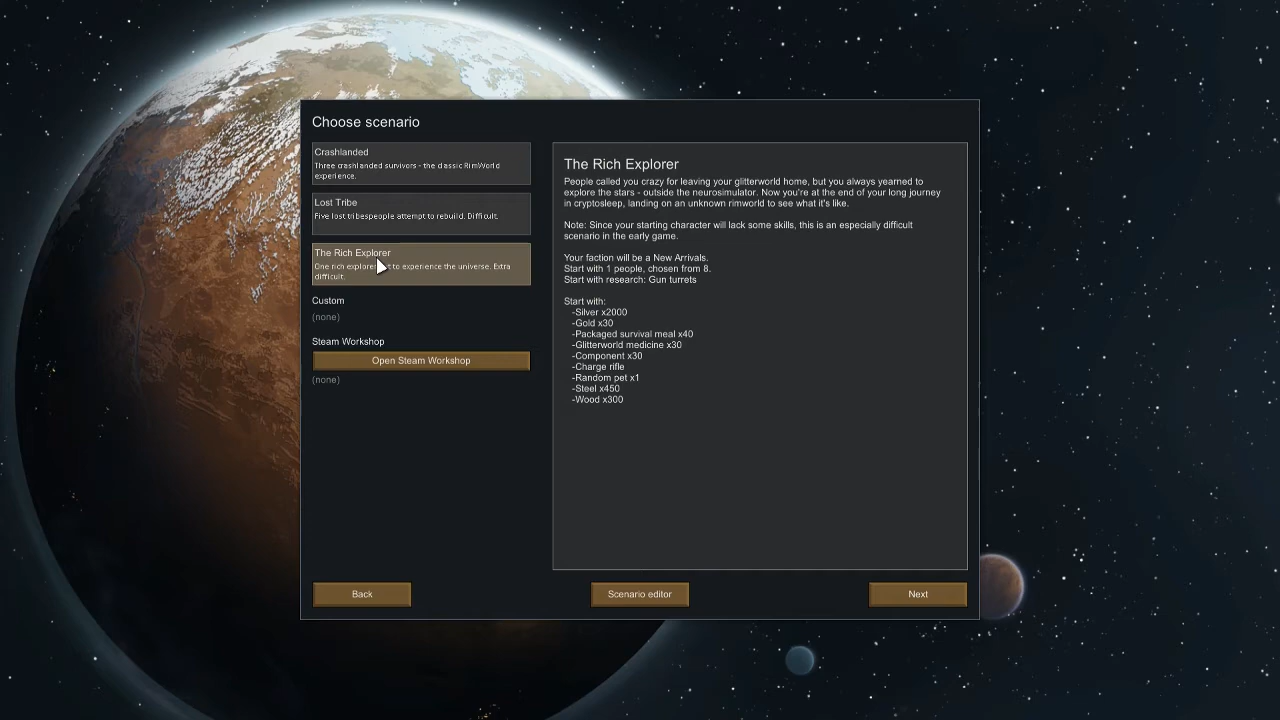 Choose scenario
Crashlanded
Three crashlanded survivors - the classic RimWorld
experience.
Lost Tribe
Five lost tribespeople attempt to rebuild. Difficult.
The Rich Explorer
One rich explorer t to experience the universe. Extra
difficult.
Custom
(none)
Steam Workshop
Open Steam Workshop
(none)
The Rich Explorer
People called you crazy for leaving your glitterworld home, but you always yearned to
explore the stars - outside the neurosimulator. Now you're at the end of your long journey
in cryptosleep, landing on an unknown rimworld to see what it's like.
Note: Since your starting character will lack some skills, this is an especially difficult
scenario in the early game.
Your faction will be a New Arrivals.
Start with 1 people, chosen from 8.
Start with research: Gun turrets
Start with:
-Silver x2000
-Gold x30
-Packaged survival meal x40
-Glitterworld medicine x30
-Component x30
-Charge rifle
-Random pet x1
-Steel x450
-Wood x300
Back
Scenario editor
Next